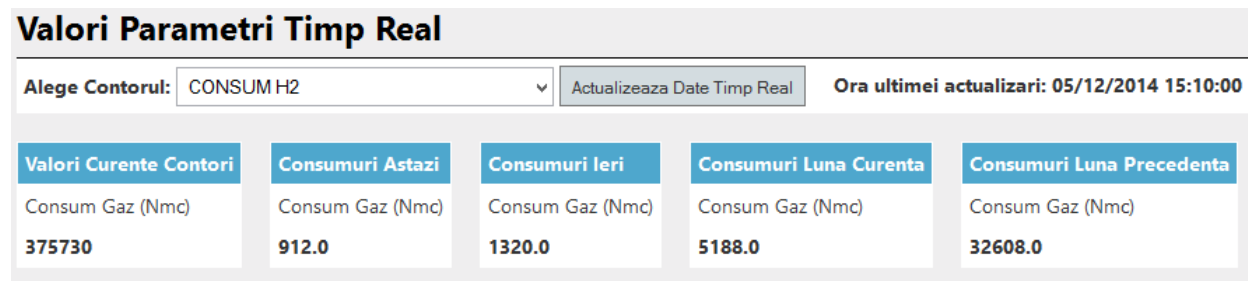 Valori Parametri Timp Real
Alege Contorul: CONSUM H2 Actualizeaza Date Timp Real Ora ultimei actualizari: 05/12/2014 15:10:00
Valori Curente Contori Consumuri Astazi Consumuri Ieri Consumuri Luna Curenta Consumuri Luna Precedenta
Consum Gaz (Nmc) Consum Gaz (Nmc) Consum Gaz (Nmc) Consum Gaz (Nmc) Consum Gaz (Nmc)
375730 912.0 1320.0 5188.0 32608.0